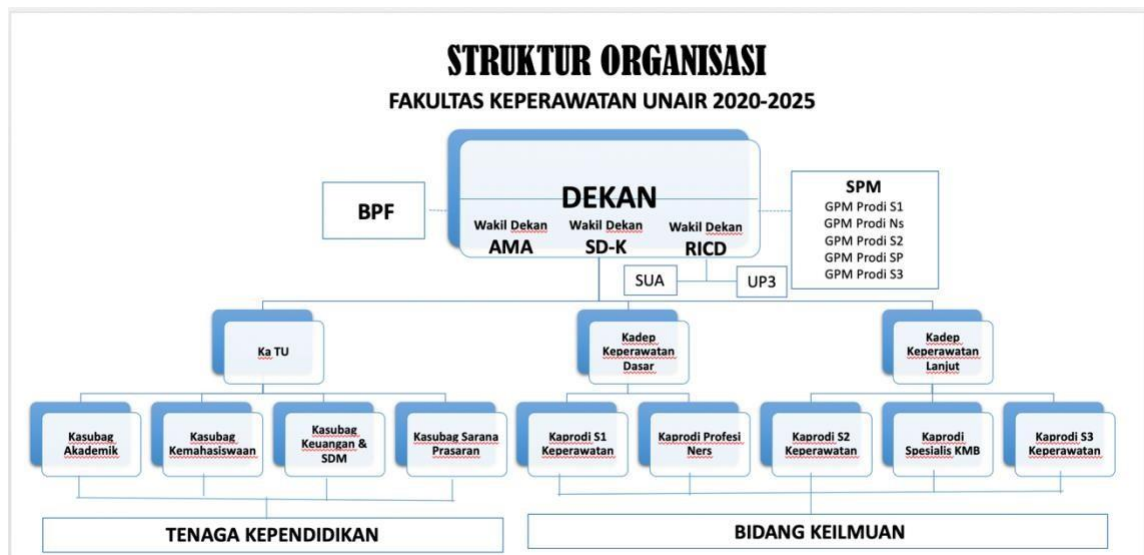 STRUKTUR ORGANISASI
FAKULTAS KEPERAWATAN UNAIR 2020-2025
BPF
DEKAN
Wakil Dekan
AMA
Wakil Dekan
SD-K
Wakil Dekan
RICD
SPM
GPM Prodi S1
GPM Prodi Ns
GPM Prodi S2
GPM Prodi SP
GPM Prodi S3
SUA
UP3
Ka TU
Kadep
Keperawatan
Dasar
Kadep
Keperawatan
Lanjut
Kasubag
Akademik
Kasubag
Kemahasiswaan
Kasubag
Keuangan &
SDM
Kasubag Sarana
Prasaran
Kaprodi S1
Keperawatan
Kaprodi Profesi
Ners
Kaprodi S2
Keperawatan
Kaprodi
Spesialis KMB
Kaprodi S3
Keperawatan
TENAGA KEPENDIDIKAN
BIDANG KEILMUAN